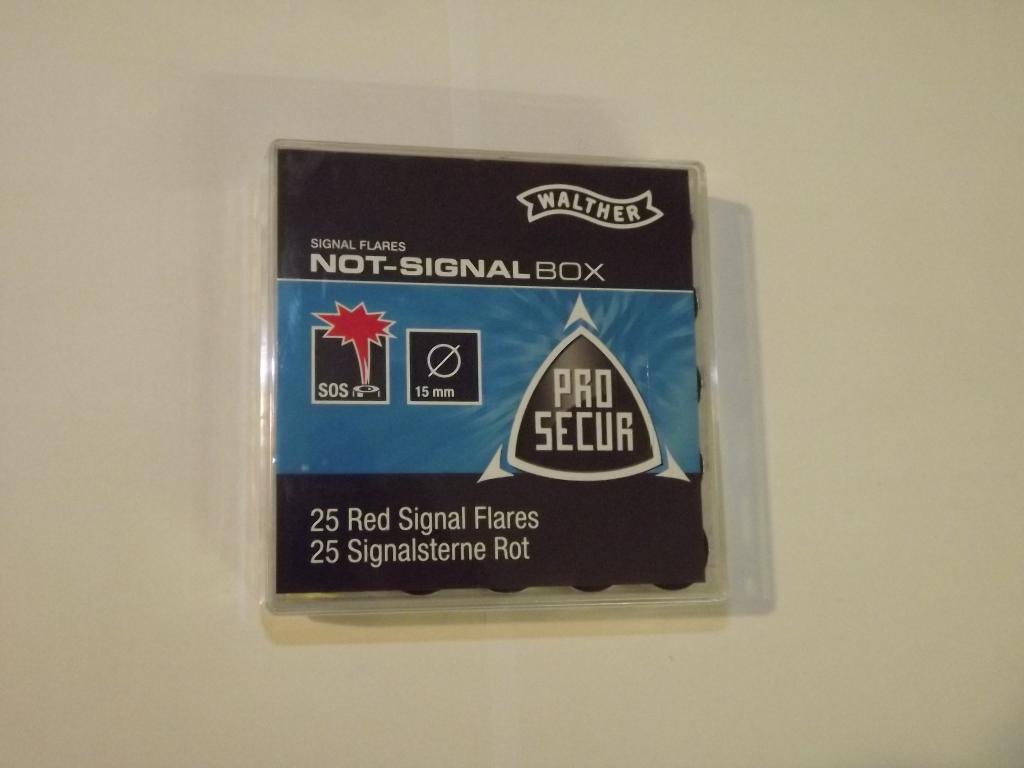 WALTHER
SIGNAL FLARES
NOT-SIGNAL BOX
SOS
15 mm
PRO
SECUR
25 Red Signal Flares
25 Signalsterne Rot